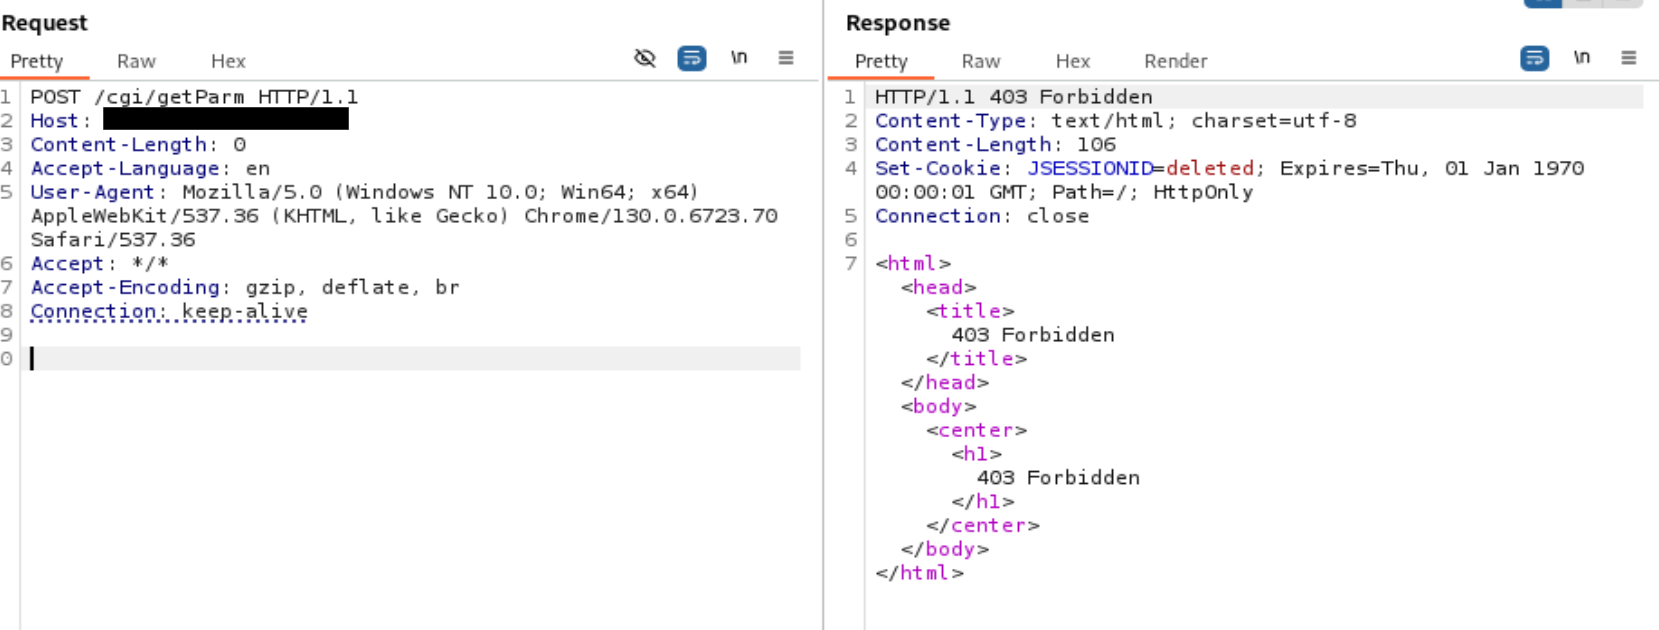 Request
Pretty Raw Hex \n
1 POST /cgi/getParm HTTP/1.1
2 Host:
3 Content-Length: 0
4 Accept-Language: en
5 User-Agent: Mozilla/5.0 (Windows NT 10.0; Win64; x64)
AppleWebKit/537.36 (KHTML, like Gecko) Chrome/130.0.6723.70
Safari/537.36
6 Accept: */*
7 Accept-Encoding: gzip, deflate, br
8 Connection: keep-alive
9
0
Response
Pretty Raw Hex Render \n
1 HTTP/1.1 403 Forbidden
2 Content-Type: text/html; charset=utf-8
3 Content-Length: 106
4 Set-Cookie: JSESSIONID=deleted; Expires=Thu, 01 Jan 1970
00:00:01 GMT; Path=/; HttpOnly
5 Connection: close
6
7 <html>
<head>
<title>
403 Forbidden
</title>
</head>
<body>
<center>
<h1>
403 Forbidden
</h1>
</center>
</body>
</html>